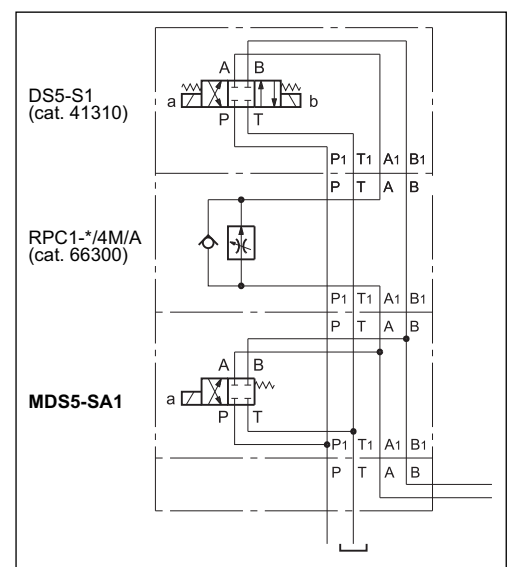 A B
DS5-S1
(cat. 41310)
a b
P T
P1 T1 A1 B1
P T A B
RPC1-*/4M/A
(cat. 66300)
P1 T1 A1 B1
P T A B
A B
MDS5-SA1
a
P T
P1 T1 A1 B1
P T A B